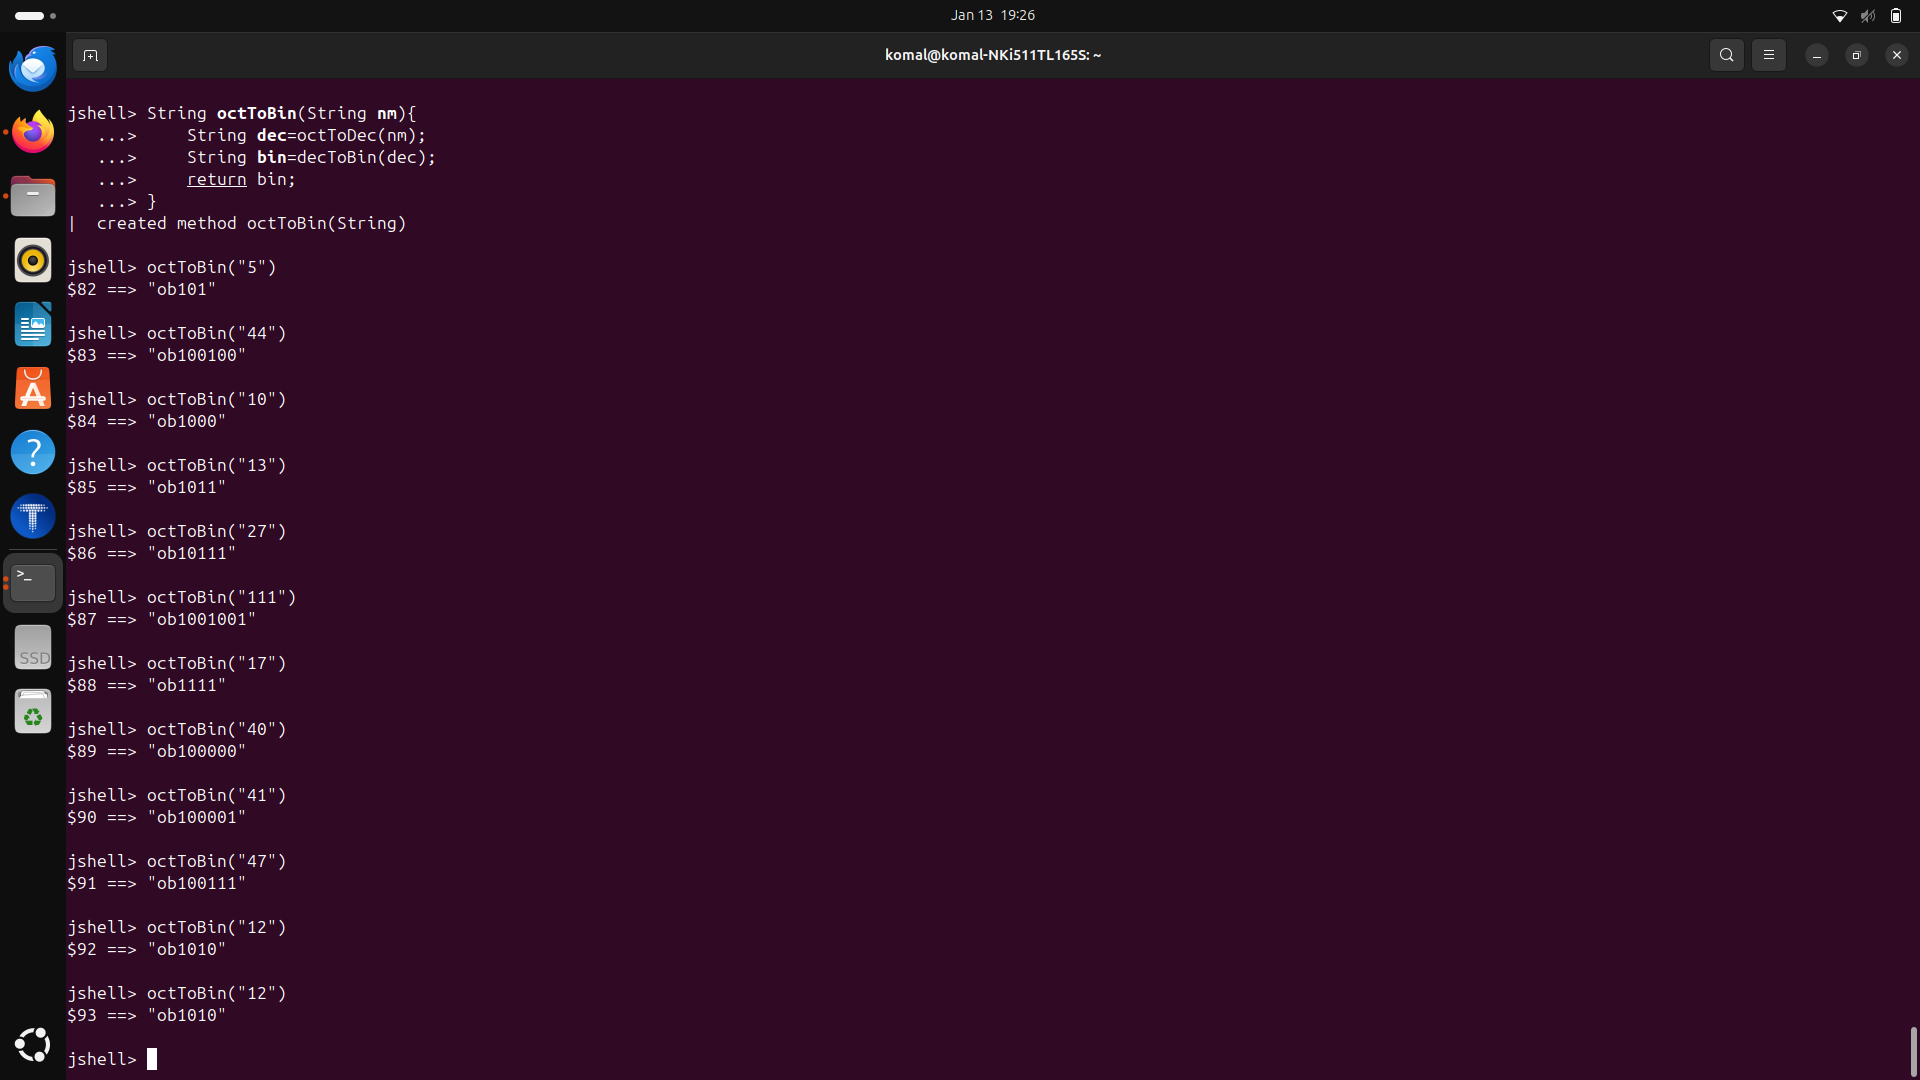 Jan 13 19:26
komal@komal-NKi511TL165S: ~
jshell> String octToBin(String nm){
...> String dec=octToDec(nm);
...> String bin=decToBin(dec);
...> return bin;
...> }
| created method octToBin(String)
jshell> octToBin("5")
$82 ==> "ob101"
jshell> octToBin("44")
$83 ==> "ob100100"
jshell> octToBin("10")
$84 ==> "ob1000"
jshell> octToBin("13")
$85 ==> "ob1011"
jshell> octToBin("27")
$86 ==> "ob10111"
jshell> octToBin("111")
$87 ==> "ob1001001"
jshell> octToBin("17")
$88 ==> "ob1111"
jshell> octToBin("40")
$89 ==> "ob100000"
jshell> octToBin("41")
$90 ==> "ob100001"
jshell> octToBin("47")
$91 ==> "ob100111"
jshell> octToBin("12")
$92 ==> "ob1010"
jshell> octToBin("12")
$93 ==> "ob1010"
jshell>
SSD